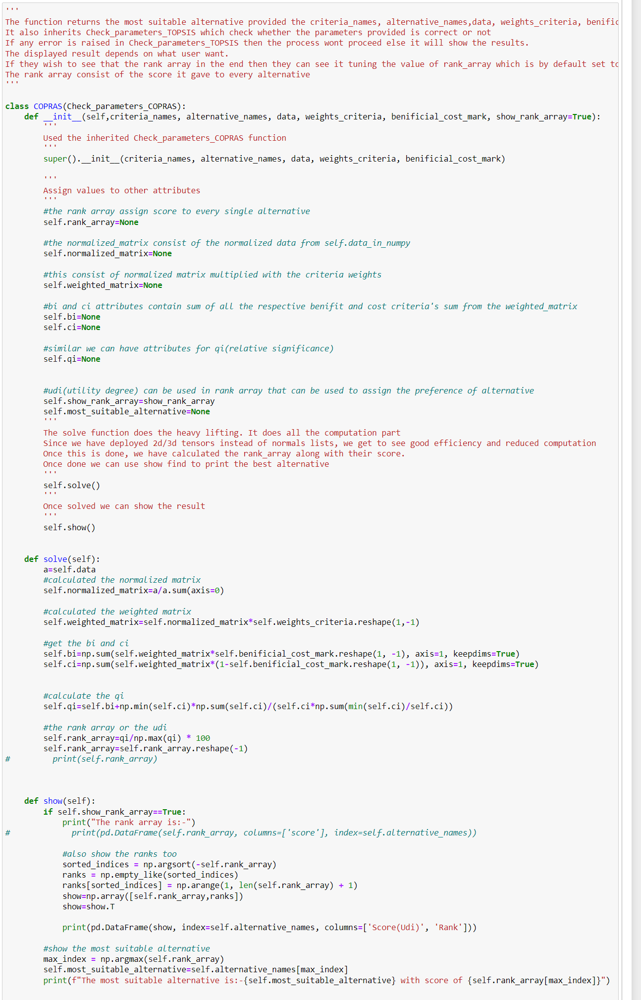 '''
The function returns the most suitable alternative provided the criteria_names, alternative_names,data, weights_criteria, benific
It also inherits Check_parameters_TOPSIS which check whether the parameters provided is correct or not
If any error is raised in Check_parameters_TOPSIS then the process wont proceed else it will show the results.
The displayed result depends on what user want.
If they wish to see that the rank array in the end then they can see it tuning the value of rank_array which is by default set to
The rank array consist of the score it gave to every alternative
'''

class COPRAS(Check_parameters_COPRAS):
    def __init__(self,criteria_names, alternative_names, data, weights_criteria, benificial_cost_mark, show_rank_array=True):
        '''
        Used the inherited Check_parameters_COPRAS function
        '''
        super().__init__(criteria_names, alternative_names, data, weights_criteria, benificial_cost_mark)

        '''
        Assign values to other attributes
        '''
        #the rank array assign score to every single alternative
        self.rank_array=None

        #the normalized_matrix consist of the normalized data from self.data_in_numpy
        self.normalized_matrix=None

        #this consist of normalized matrix multiplied with the criteria weights
        self.weighted_matrix=None

        #bi and ci attributes contain sum of all the respective benifit and cost criteria's sum from the weighted_matrix
        self.bi=None
        self.ci=None

        #similar we can have attributes for qi(relative significance)
        self.qi=None


        #udi(utility degree) can be used in rank array that can be used to assign the preference of alternative
        self.show_rank_array=show_rank_array
        self.most_suitable_alternative=None
        '''
        The solve function does the heavy lifting. It does all the computation part
        Since we have deployed 2d/3d tensors instead of normals lists, we get to see good efficiency and reduced computation
        Once this is done, we have calculated the rank_array along with their score.
        Once done we can use show find to print the best alternative
        '''
        self.solve()
        '''
        Once solved we can show the result
        '''
        self.show()


    def solve(self):
        a=self.data
        #calculated the normalized matrix
        self.normalized_matrix=a/a.sum(axis=0)

        #calculated the weighted matrix
        self.weighted_matrix=self.normalized_matrix*self.weights_criteria.reshape(1,-1)

        #get the bi and ci
        self.bi=np.sum(self.weighted_matrix*self.benificial_cost_mark.reshape(1, -1), axis=1, keepdims=True)
        self.ci=np.sum(self.weighted_matrix*(1-self.benificial_cost_mark.reshape(1, -1)), axis=1, keepdims=True)


        #calculate the qi
        self.qi=self.bi+np.min(self.ci)*np.sum(self.ci)/(self.ci*np.sum(min(self.ci)/self.ci))

        #the rank array or the udi
        self.rank_array=qi/np.max(qi) * 100
        self.rank_array=self.rank_array.reshape(-1)
#         print(self.rank_array)



    def show(self):
        if self.show_rank_array==True:
            print("The rank array is:-")
#             print(pd.DataFrame(self.rank_array, columns=['score'], index=self.alternative_names))

            #also show the ranks too
            sorted_indices = np.argsort(-self.rank_array)
            ranks = np.empty_like(sorted_indices)
            ranks[sorted_indices] = np.arange(1, len(self.rank_array) + 1)
            show=np.array([self.rank_array,ranks])
            show=show.T

            print(pd.DataFrame(show, index=self.alternative_names, columns=['Score(Udi)', 'Rank']))

        #show the most suitable alternative
        max_index = np.argmax(self.rank_array)
        self.most_suitable_alternative=self.alternative_names[max_index]
        print(f"The most suitable alternative is:-{self.most_suitable_alternative} with score of {self.rank_array[max_index]}")